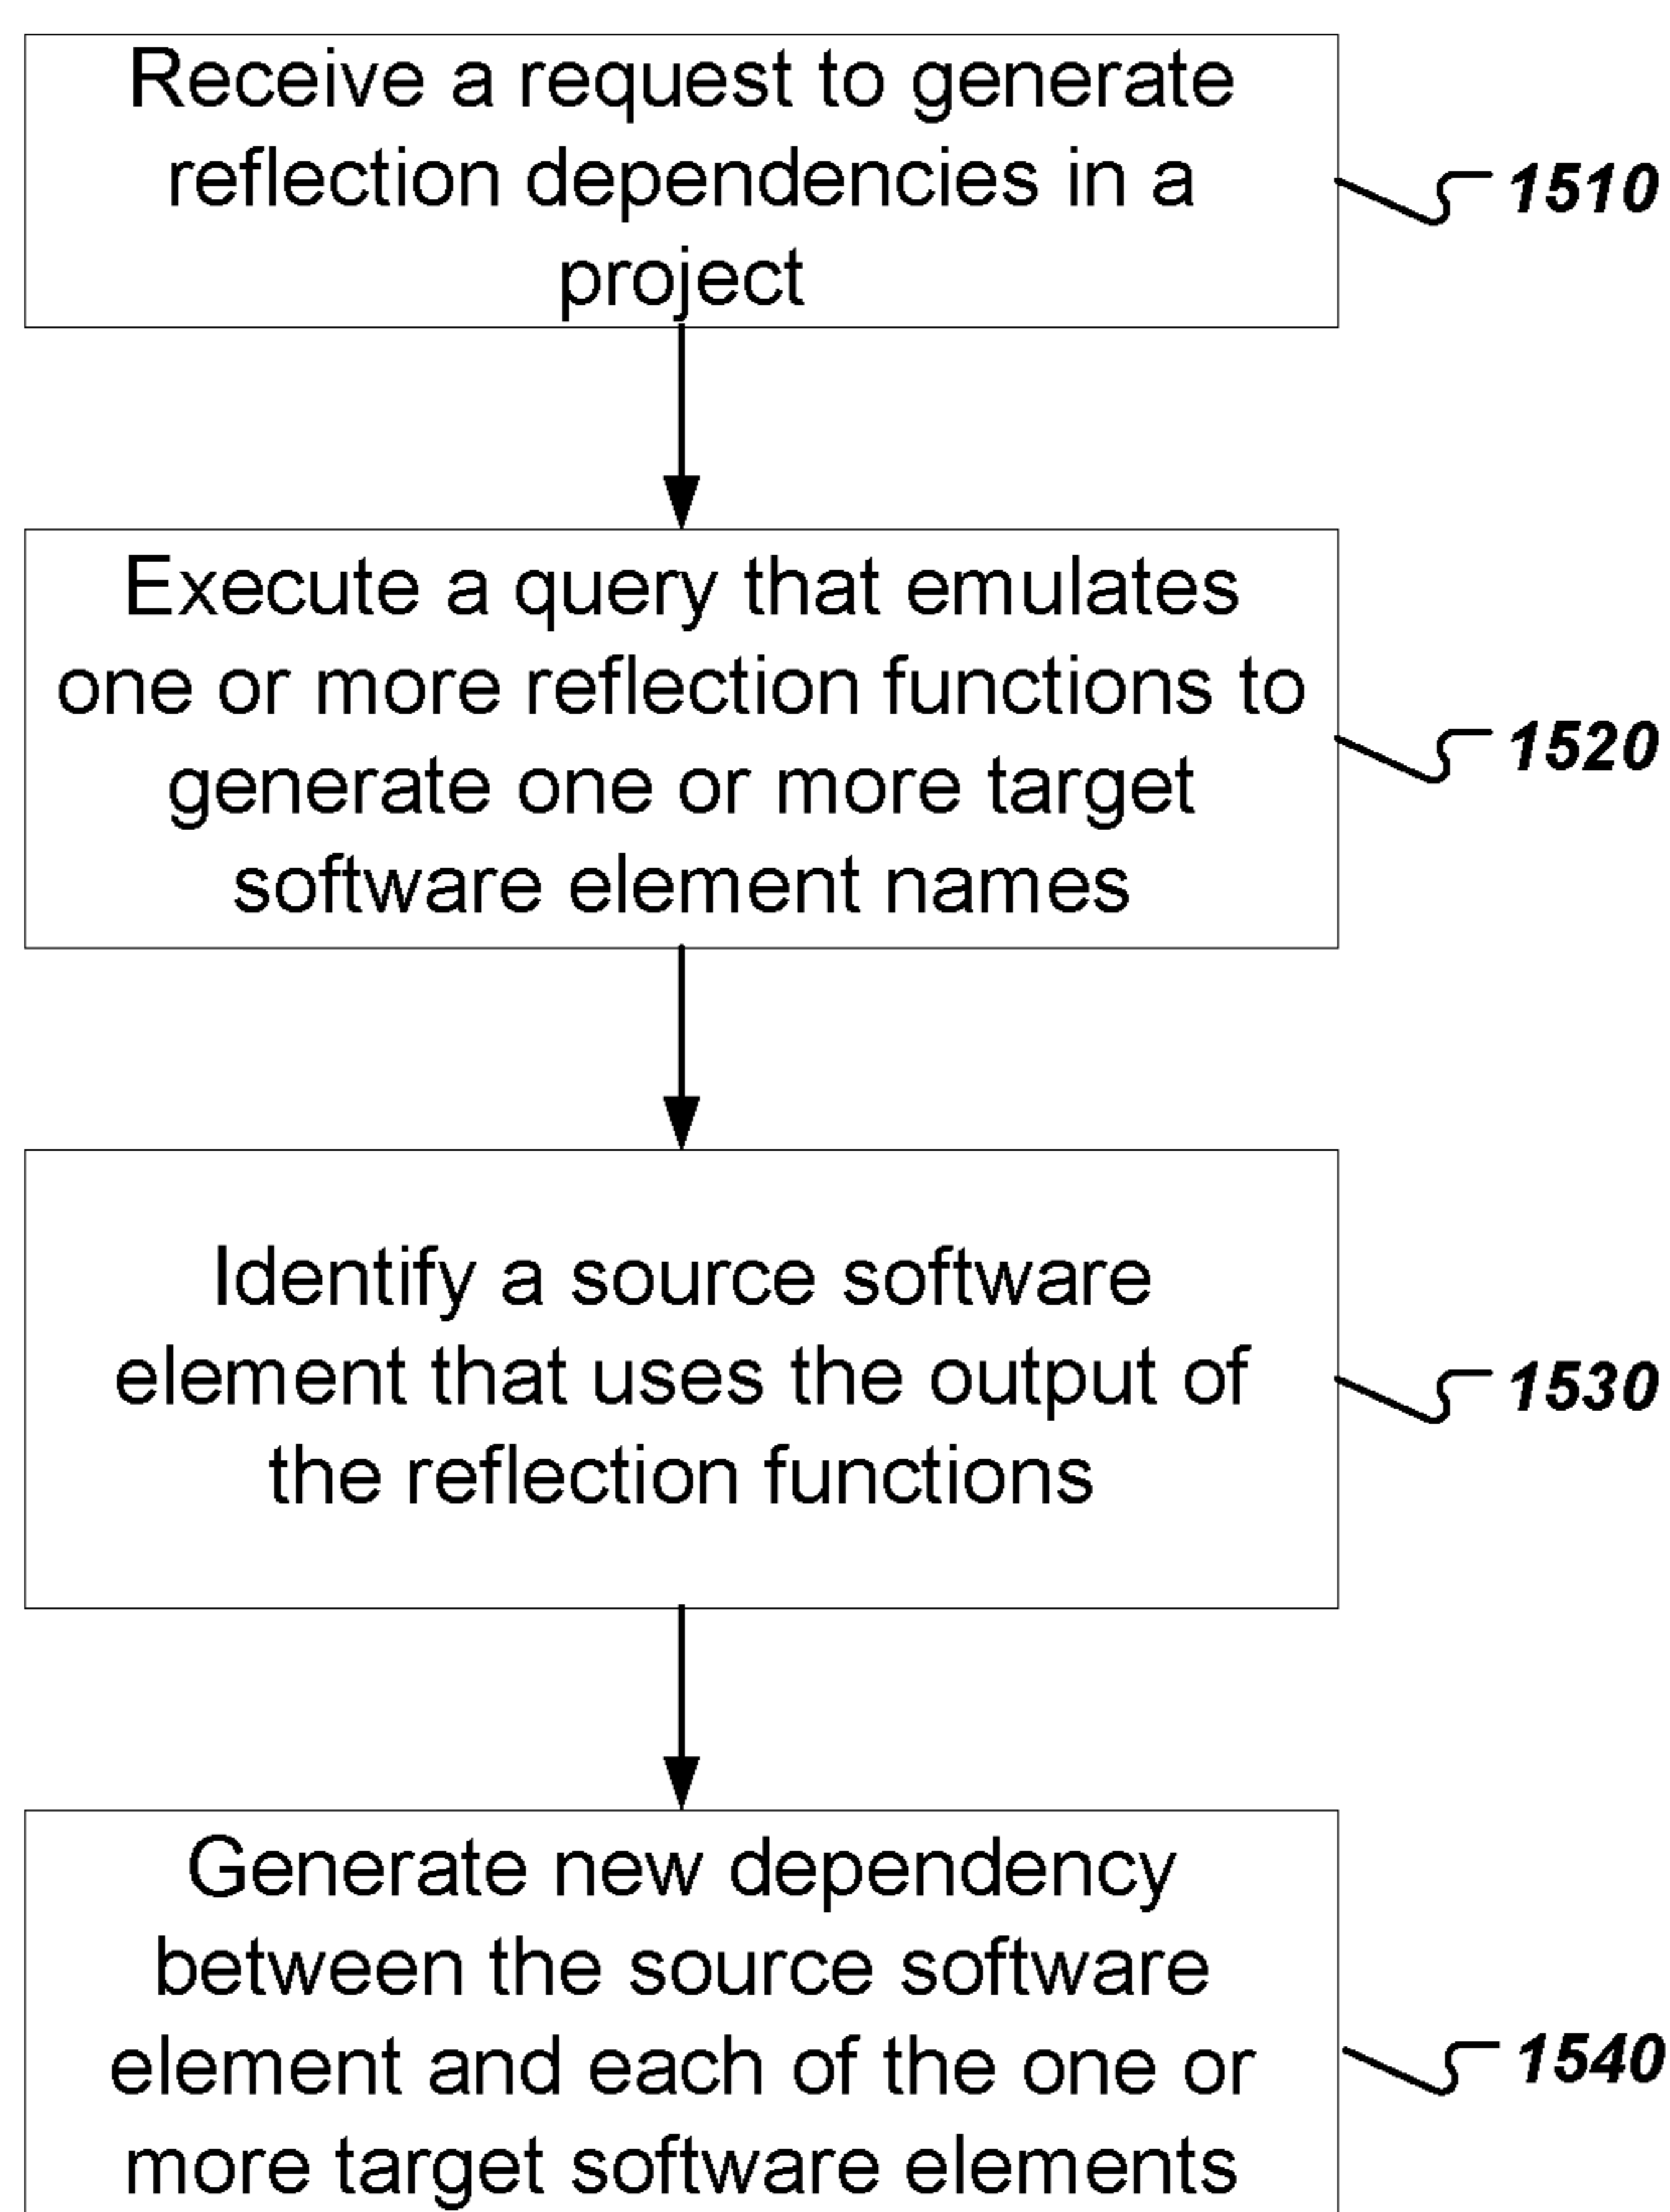 Receive a request to generate
reflection dependencies in a
project
1510
Execute a query that emulates
one or more reflection functions to
generate one or more target
software element names
1520
Identify a source software
element that uses the output of
the reflection functions
1530
Generate new dependency
between the source software
element and each of the one or
more target software elements
1540